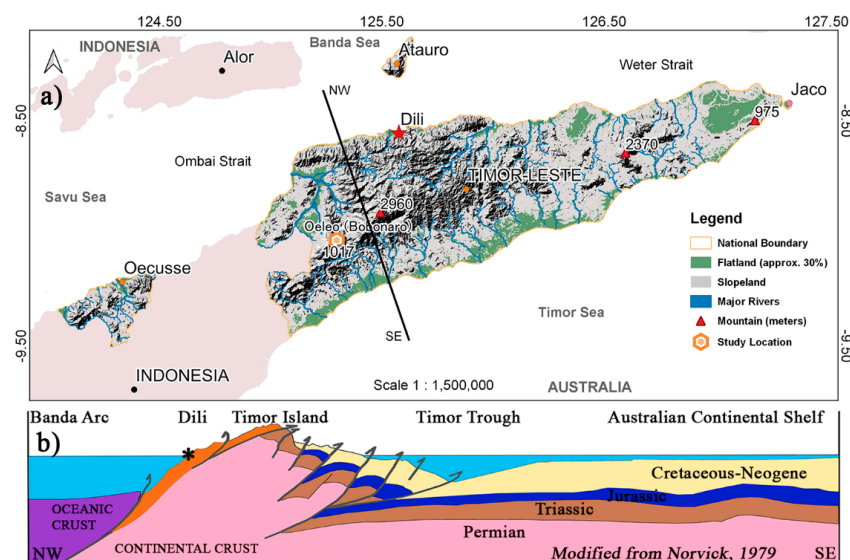 124.50 125.50 126.50 127.50
INDONESIA
Banda Sea
Alor
Atauro
Weter Strait
a)
NW
Jaco
-8.50
Dili
975
-8.50
Ombai Strait
2370
TIMOR-LESTE
Savu Sea
2960
Oeleo (Bobonaro)
1017
Legend
National Boundary
Flatland (approx. 30%)
Slopeland
Major Rivers
Mountain (meters)
Study Location
Oecusse
Timor Sea
-9.50
SE
-9.50
INDONESIA
Scale 1 : 1,500,000
AUSTRALIA
Banda Arc Dili Timor Island Timor Trough Australian Continental Shelf
b)
*
Cretaceous-Neogene
Jurassic
OCEANIC
CRUST
Triassic
Permian
CONTINENTAL CRUST
NW
Modified from Norvick, 1979
SE